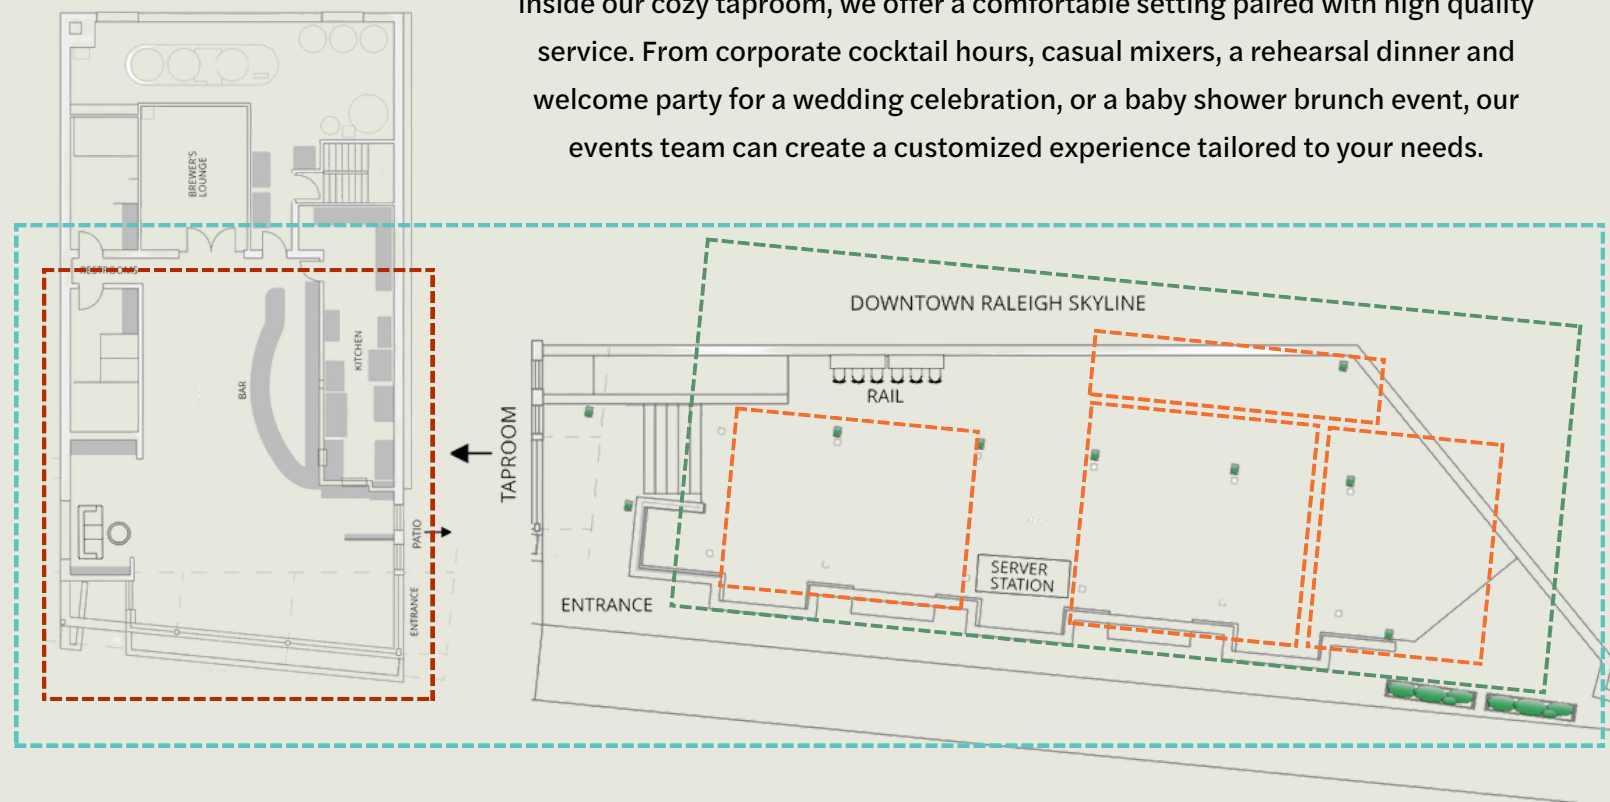 Inside our cozy taproom, we offer a comfortable setting paired with high quality
service. From corporate cocktail hours, casual mixers, a rehearsal dinner and
welcome party for a wedding celebration, or a baby shower brunch event, our
events team can create a customized experience tailored to your needs.
BREWER'S
LOUNGE
RESTROOMS
DOWNTOWN RALEIGH SKYLINE
KITCHEN
BAR
RAIL
TAPROOM
PATIO
SERVER
STATION
ENTRANCE
ENTRANCE